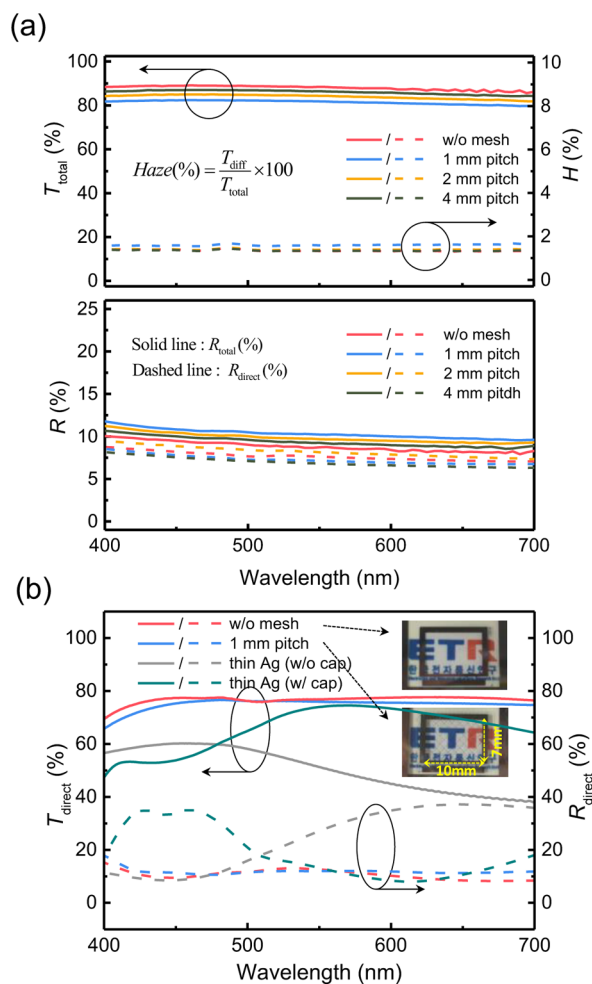 (a)
100
80
60
40
20
0
T_total (%)
10
8
6
4
2
0
H (%)
Haze(%) = T_diff / T_total ×100
/ w/o mesh
/ 1 mm pitch
/ 2 mm pitch
/ 4 mm pitch
25
20
15
10
5
0
R (%)
Solid line : R_total(%)
Dashed line : R_direct(%)
/ w/o mesh
/ 1 mm pitch
/ 2 mm pitch
/ 4 mm pitdh
400 500 600 700
Wavelength (nm)
(b)
/ w/o mesh
/ 1 mm pitch
/ thin Ag (w/o cap)
/ thin Ag (w/ cap)
ETR
ETR
7mm
10mm
100
80
60
40
20
0
T_direct (%)
100
80
60
40
20
0
R_direct (%)
400 500 600 700
Wavelength (nm)